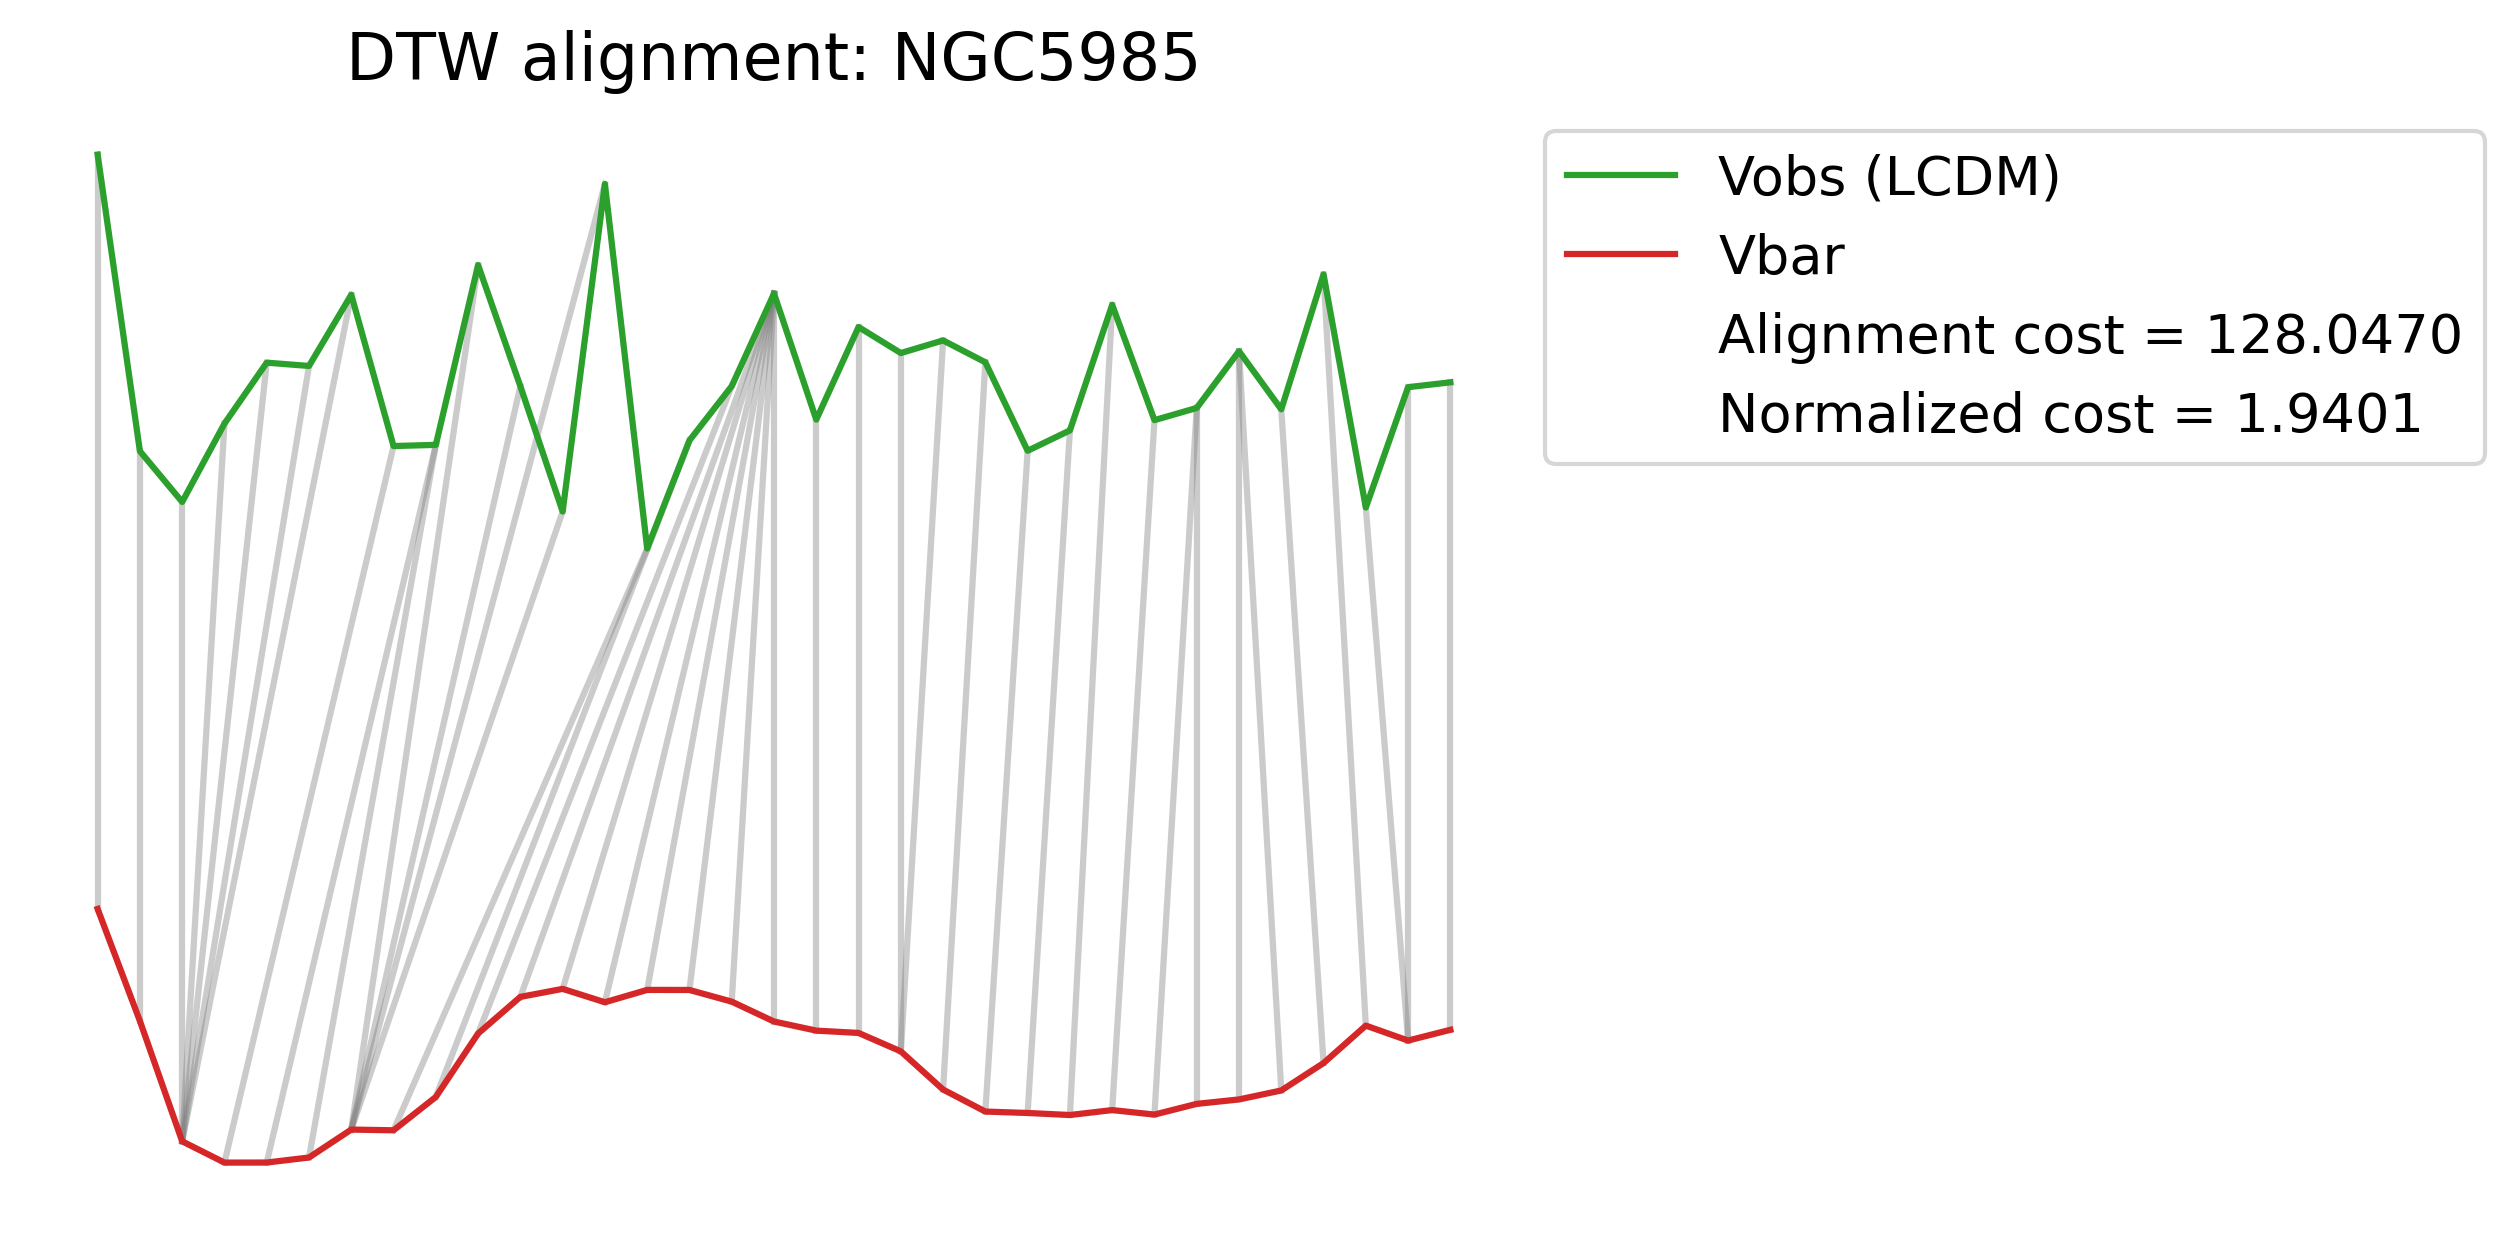 DTW alignment: NGC5985
Vobs (LCDM)
Vbar
Alignment cost = 128.0470
Normalized cost = 1.9401